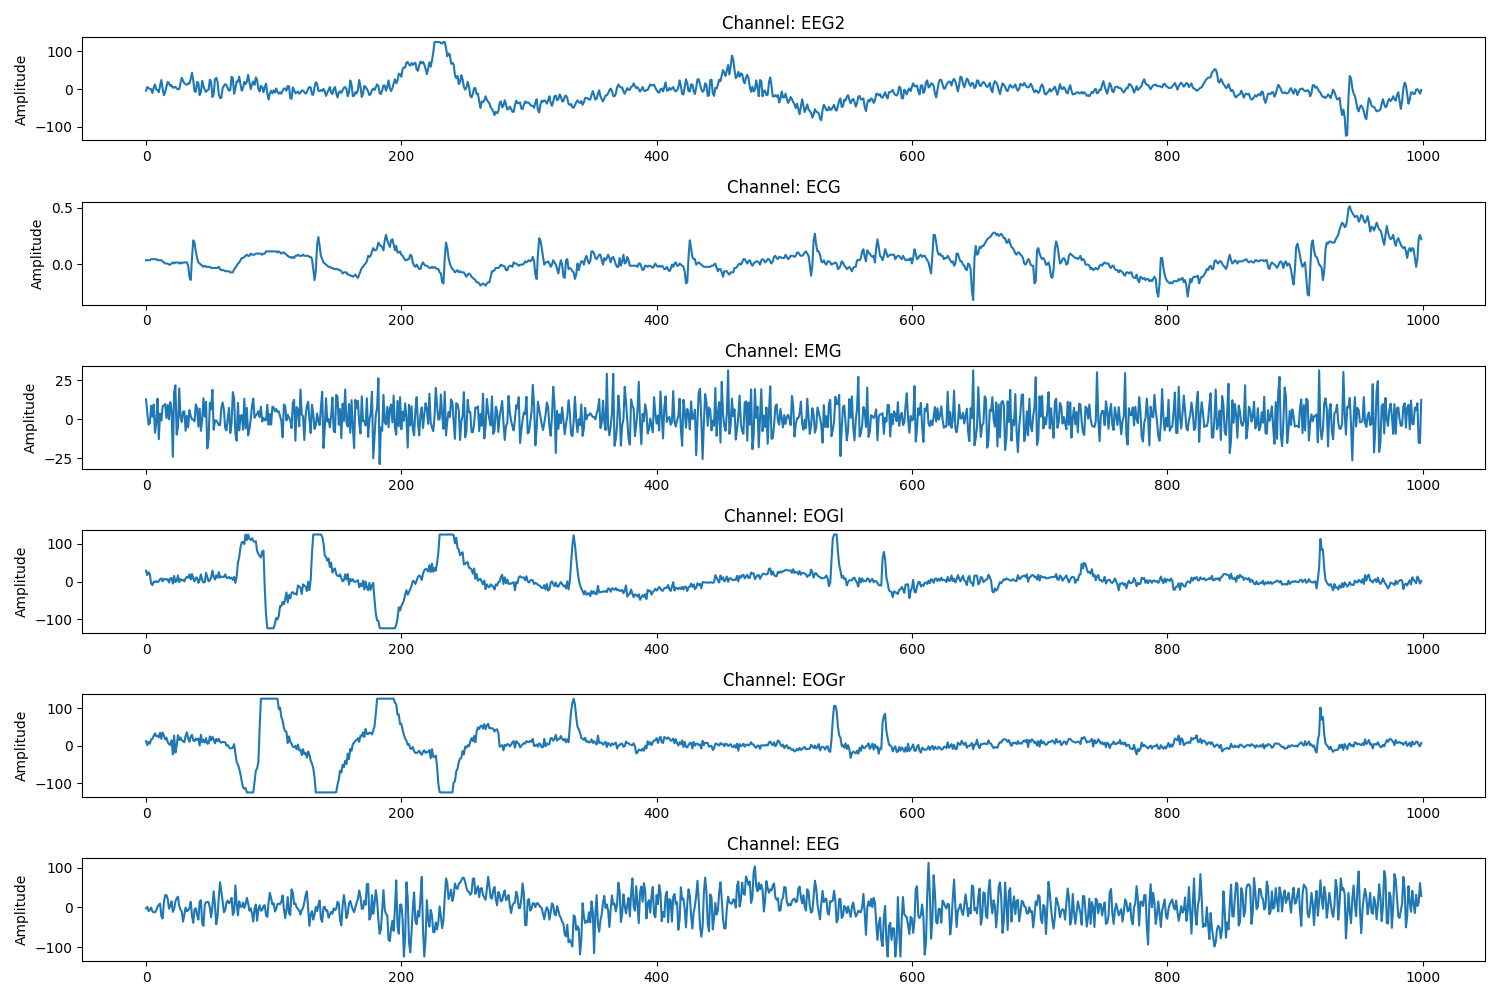 Channel: EEG2
Amplitude
100
0
−100
0 200 400 600 800 1000
Channel: ECG
Amplitude
0.5
0.0
0 200 400 600 800 1000
Channel: EMG
Amplitude
25
0
−25
0 200 400 600 800 1000
Channel: EOGl
Amplitude
100
0
−100
0 200 400 600 800 1000
Channel: EOGr
Amplitude
100
0
−100
0 200 400 600 800 1000
Channel: EEG
Amplitude
100
0
−100
0 200 400 600 800 1000